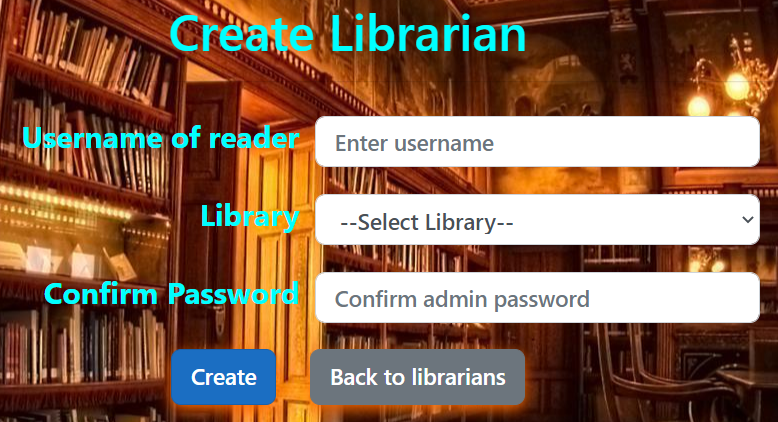 Create Librarian
Username of reader Enter username
Library --Select Library--
Confirm Password Confirm admin password
Create Back to librarians